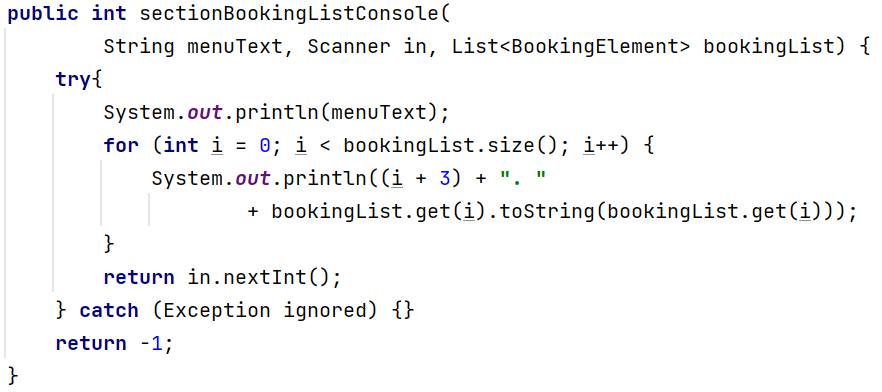 public int sectionBookingListConsole(
        String menuText, Scanner in, List<BookingElement> bookingList) {
    try{
        System.out.println(menuText);
        for (int i = 0; i < bookingList.size(); i++) {
            System.out.println((i + 3) + ". "
                    + bookingList.get(i).toString(bookingList.get(i)));
        }
        return in.nextInt();
    } catch (Exception ignored) {}
    return -1;
}